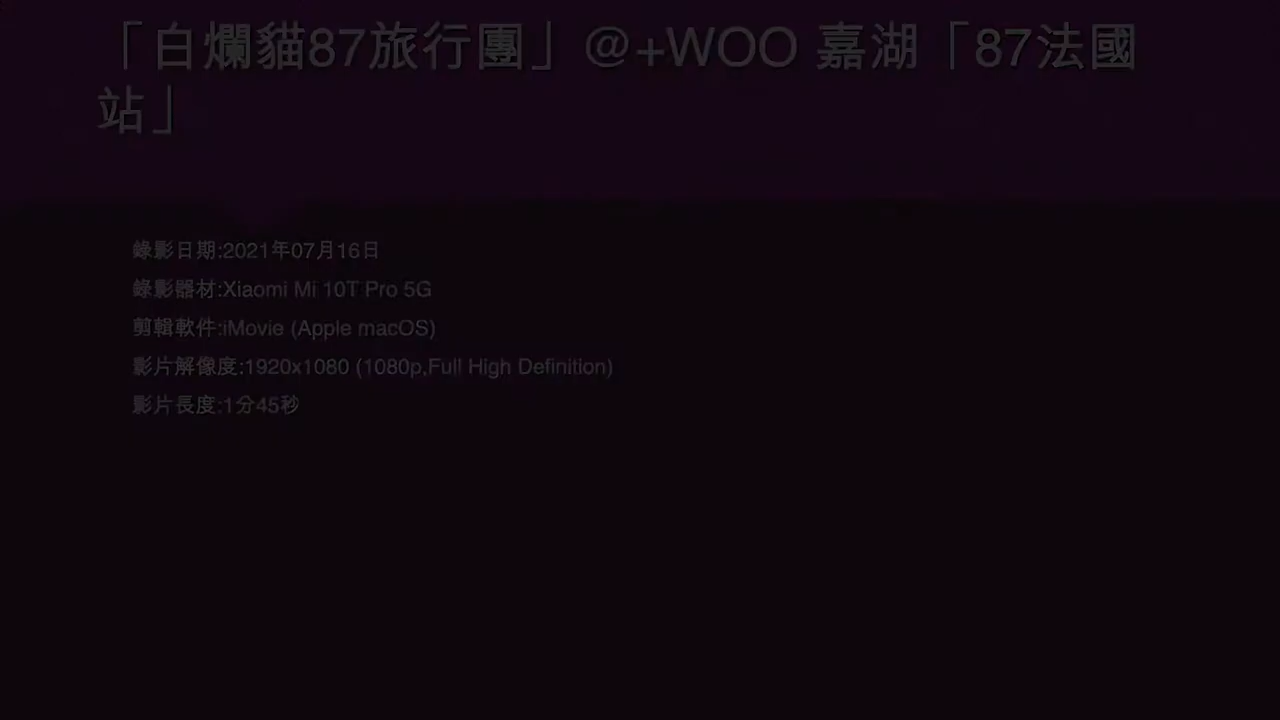 「白爛貓87旅行團」@+WOO 嘉湖「87法國
站」
錄影日期:2021年07月16日
錄影器材:Xiaomi Mi 10T Pro 5G
剪輯軟件:iMovie (Apple macOS)
影片解像度:1920x1080 (1080p,Full High Definition)
影片長度:1分45秒